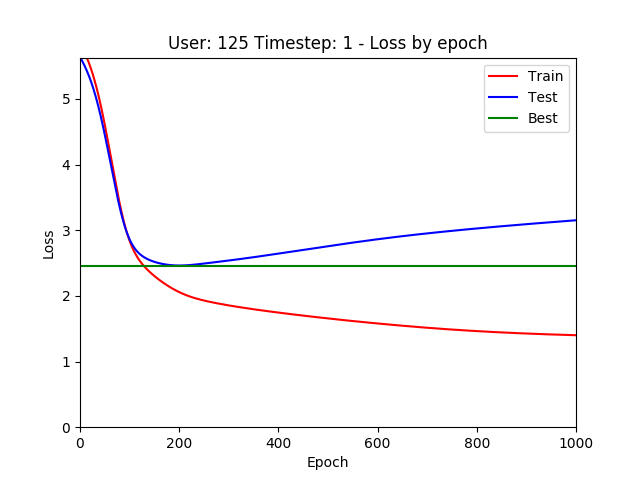 User: 125 Timestep: 1 - Loss by epoch
Train
Test
Best
Loss
5
4
3
2
1
0
0 200 400 600 800 1000
Epoch